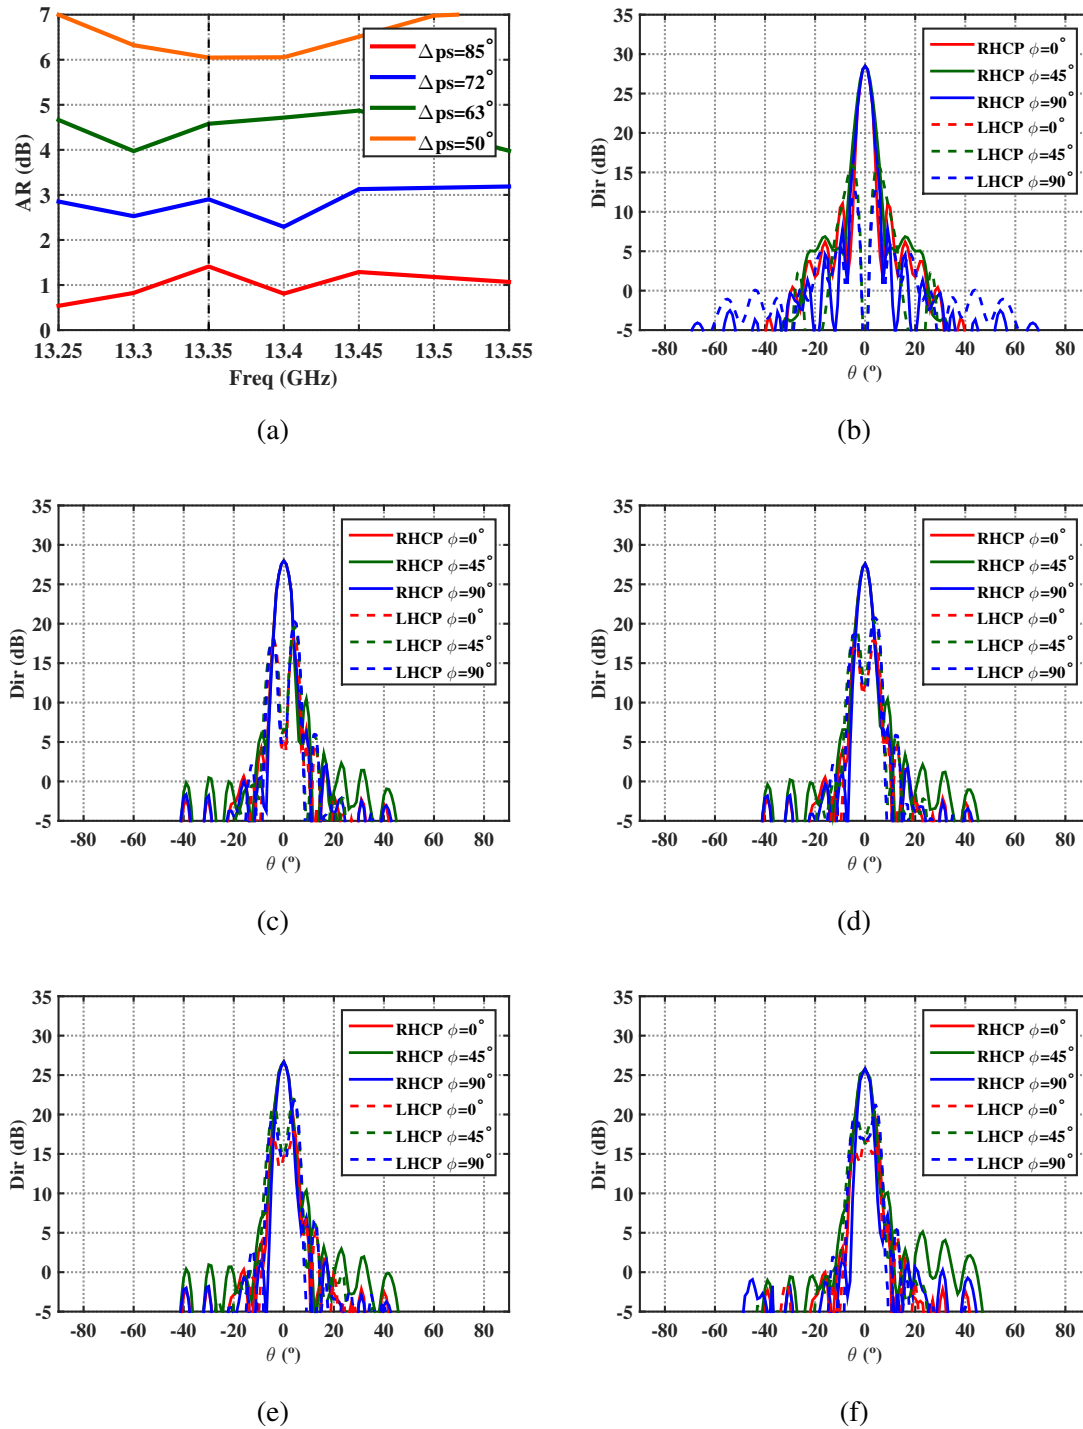 7
6
5
4
3
2
1
0
AR (dB)
Δps=85°
Δps=72°
Δps=63°
Δps=50°
13.25 13.3 13.35 13.4 13.45 13.5 13.55
Freq (GHz)
(a)
35
30
25
20
15
10
5
0
-5
Dir (dB)
RHCP ϕ=0°
RHCP ϕ=45°
RHCP ϕ=90°
LHCP ϕ=0°
LHCP ϕ=45°
LHCP ϕ=90°
-80 -60 -40 -20 0 20 40 60 80
θ (º)
(b)
35
30
25
20
15
10
5
0
-5
Dir (dB)
RHCP ϕ=0°
RHCP ϕ=45°
RHCP ϕ=90°
LHCP ϕ=0°
LHCP ϕ=45°
LHCP ϕ=90°
-80 -60 -40 -20 0 20 40 60 80
θ (º)
(c)
35
30
25
20
15
10
5
0
-5
Dir (dB)
RHCP ϕ=0°
RHCP ϕ=45°
RHCP ϕ=90°
LHCP ϕ=0°
LHCP ϕ=45°
LHCP ϕ=90°
-80 -60 -40 -20 0 20 40 60 80
θ (º)
(d)
35
30
25
20
15
10
5
0
-5
Dir (dB)
RHCP ϕ=0°
RHCP ϕ=45°
RHCP ϕ=90°
LHCP ϕ=0°
LHCP ϕ=45°
LHCP ϕ=90°
-80 -60 -40 -20 0 20 40 60 80
θ (º)
(e)
35
30
25
20
15
10
5
0
-5
Dir (dB)
RHCP ϕ=0°
RHCP ϕ=45°
RHCP ϕ=90°
LHCP ϕ=0°
LHCP ϕ=45°
LHCP ϕ=90°
-80 -60 -40 -20 0 20 40 60 80
θ (º)
(f)